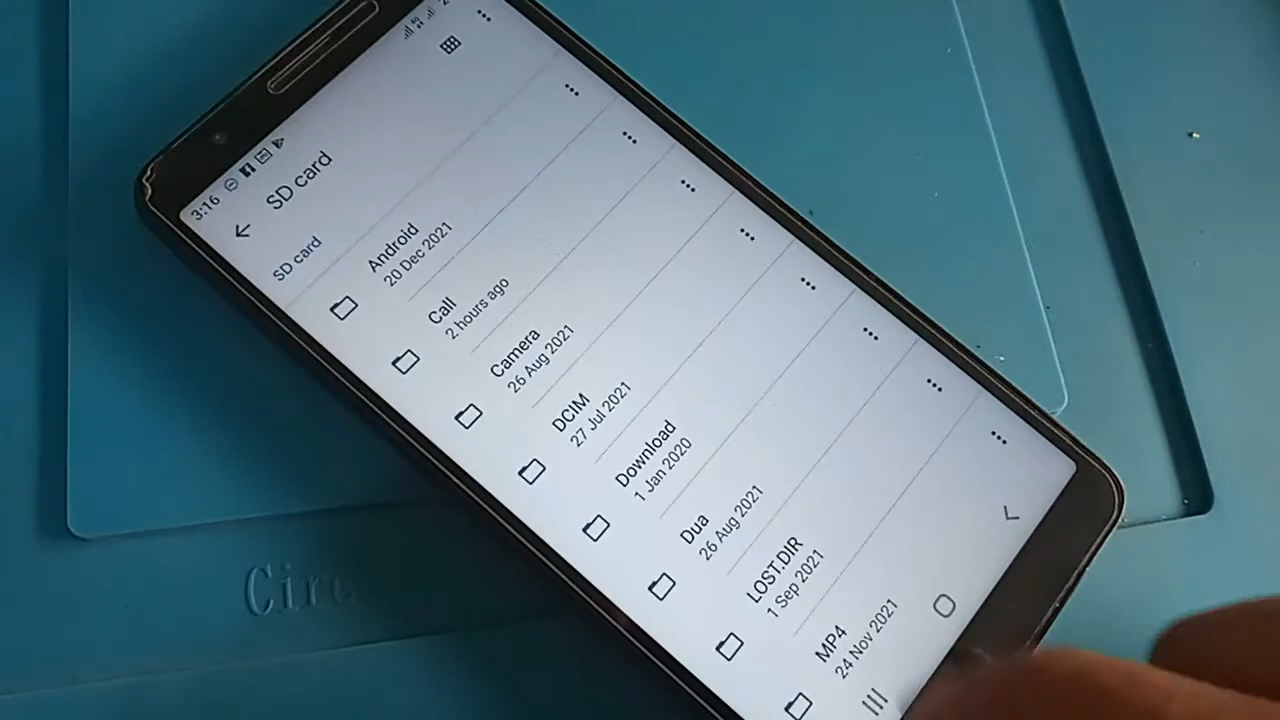 3:16
SD card
SD card
Android
20 Dec 2021
Call
2 hours ago
Camera
26 Aug 2021
DCIM
27 Jul 2021
Download
1 Jan 2020
Dua
26 Aug 2021
LOST.DIR
1 Sep 2021
MP4
24 Nov 2021